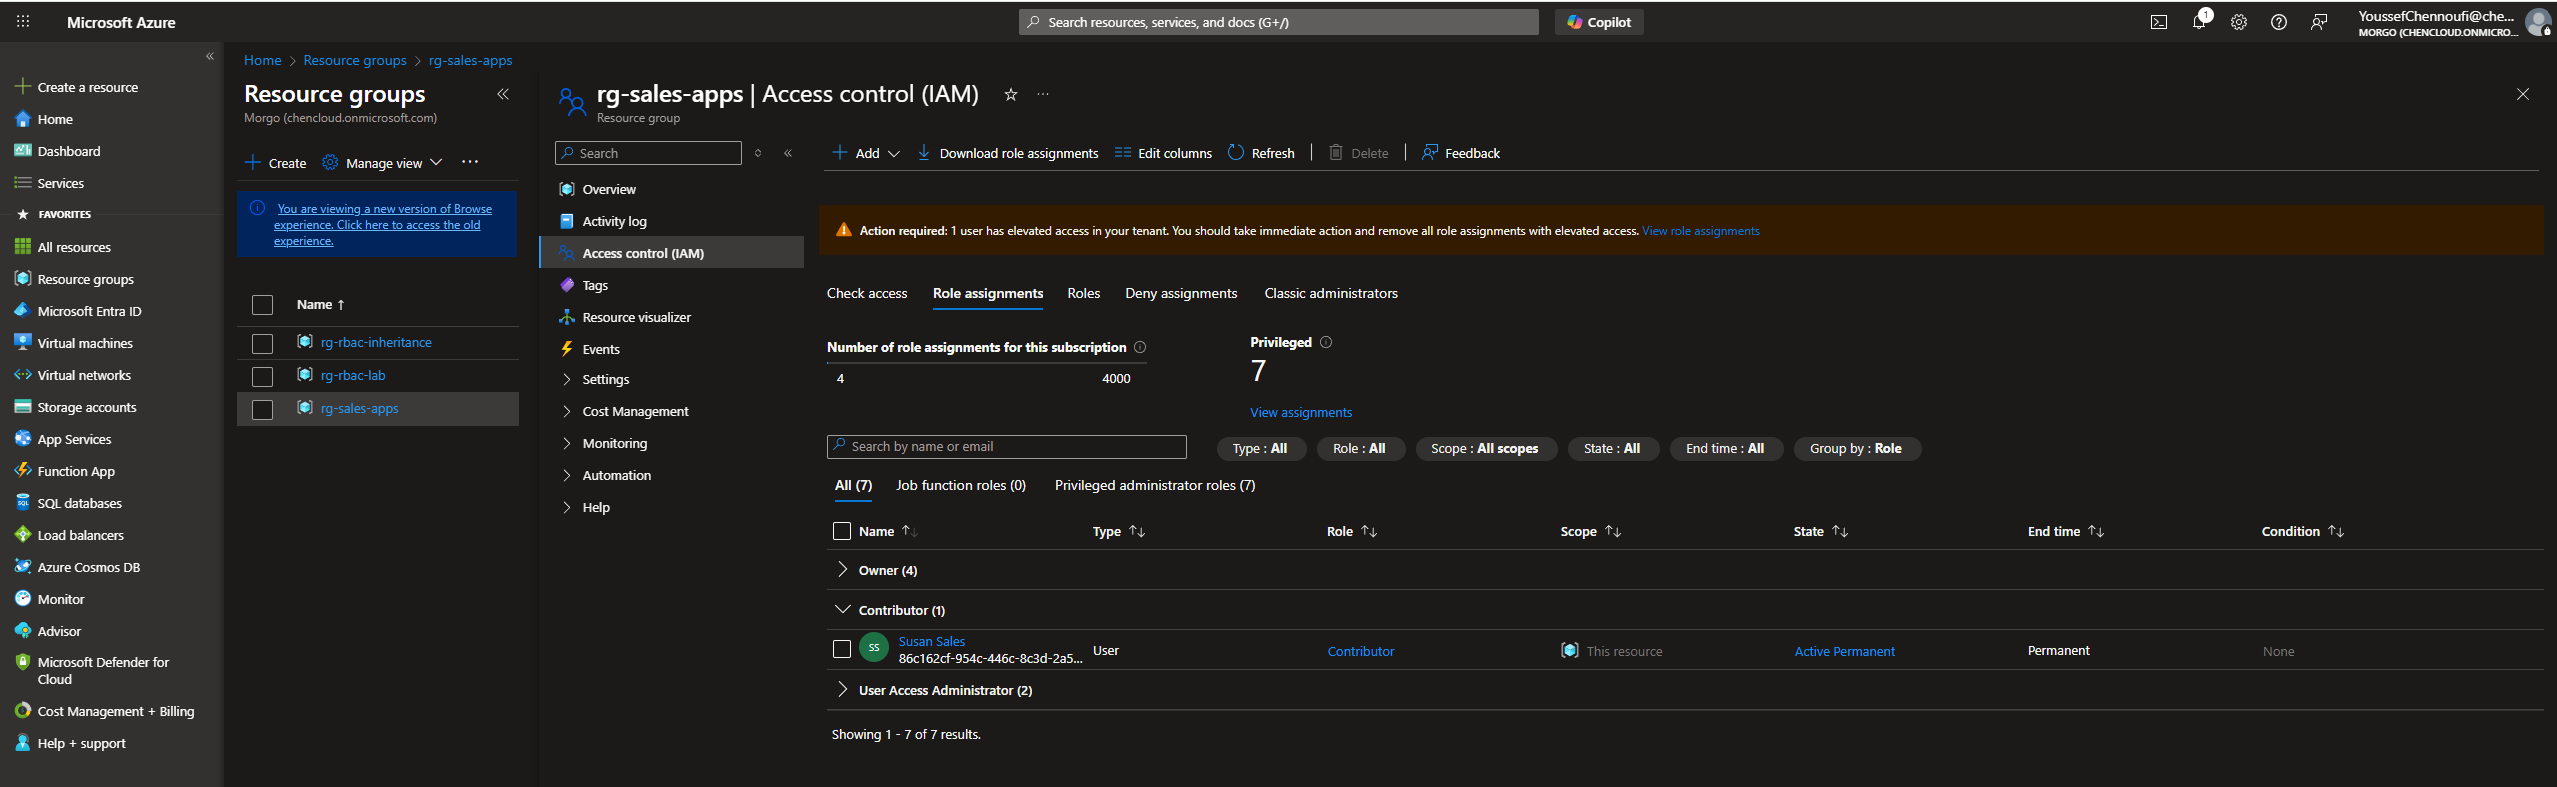 Microsoft Azure
Search resources, services, and docs (G+/)
Copilot
1
YoussefChennoufi@che...
MORGO (CHENCLOUD.ONMICRO...
Create a resource
Home
Dashboard
Services
FAVORITES
All resources
Resource groups
Microsoft Entra ID
Virtual machines
Virtual networks
Storage accounts
App Services
Function App
SQL databases
Load balancers
Azure Cosmos DB
Monitor
Advisor
Microsoft Defender for
Cloud
Cost Management + Billing
Help + support
Home > Resource groups > rg-sales-apps
Resource groups
Morgo (chencloud.onmicrosoft.com)
Create
Manage view
...
You are viewing a new version of Browse
experience. Click here to access the old
experience.
Name ↑
rg-rbac-inheritance
rg-rbac-lab
rg-sales-apps
rg-sales-apps | Access control (IAM)
Resource group
Search
Overview
Activity log
Access control (IAM)
Tags
Resource visualizer
Events
Settings
Cost Management
Monitoring
Automation
Help
Add
Download role assignments
Edit columns
Refresh
Delete
Feedback
Action required: 1 user has elevated access in your tenant. You should take immediate action and remove all role assignments with elevated access. View role assignments
Check access
Role assignments
Roles
Deny assignments
Classic administrators
Number of role assignments for this subscription
4
4000
Privileged
7
View assignments
Search by name or email
Type : All
Role : All
Scope : All scopes
State : All
End time : All
Group by : Role
All (7)
Job function roles (0)
Privileged administrator roles (7)
Name ↑↓
Type ↑↓
Role ↑↓
Scope ↑↓
State ↑↓
End time ↑↓
Condition ↑↓
Owner (4)
Contributor (1)
SS
Susan Sales
86c162cf-954c-446c-8c3d-2a5...
User
Contributor
This resource
Active Permanent
Permanent
None
User Access Administrator (2)
Showing 1 - 7 of 7 results.